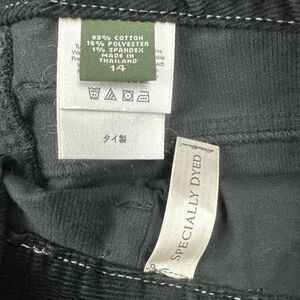 83% COTTON
16% POLYESTER
1% SPANDEX
MADE IN
THAILAND
14
タイ製
SPECIALLY DYED